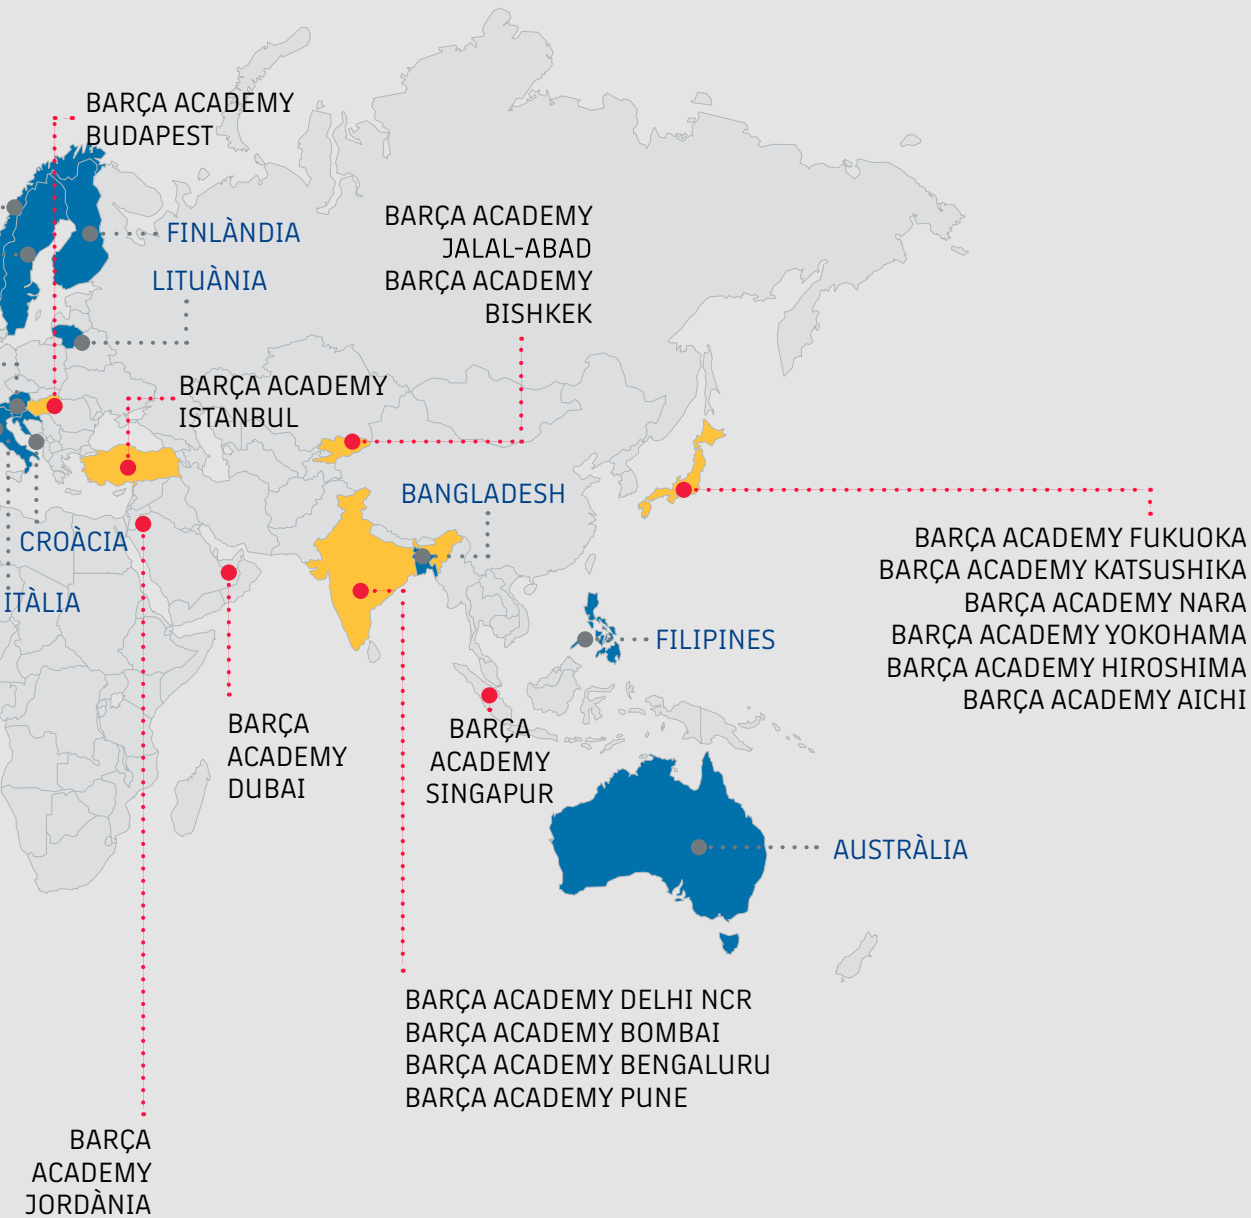 BARÇA ACADEMY
BUDAPEST
FINLÀNDIA
LITUÀNIA
BARÇA ACADEMY
JALAL-ABAD
BARÇA ACADEMY
BISHKEK
BARÇA ACADEMY
ISTANBUL
BANGLADESH
CROÀCIA
ITÀLIA
BARÇA ACADEMY FUKUOKA
BARÇA ACADEMY KATSUSHIKA
BARÇA ACADEMY NARA
BARÇA ACADEMY YOKOHAMA
BARÇA ACADEMY HIROSHIMA
BARÇA ACADEMY AICHI
FILIPINES
BARÇA
ACADEMY
DUBAI
BARÇA
ACADEMY
SINGAPUR
AUSTRÀLIA
BARÇA ACADEMY DELHI NCR
BARÇA ACADEMY BOMBAI
BARÇA ACADEMY BENGALURU
BARÇA ACADEMY PUNE
BARÇA
ACADEMY
JORDÀNIA